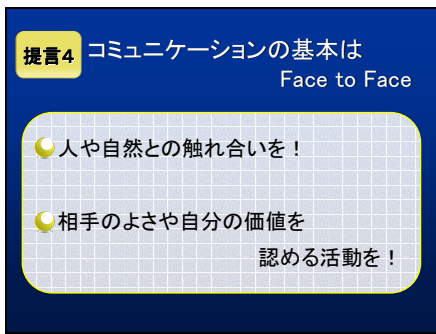 提言4
コミュニケーションの基本は
Face to Face
人や自然との触れ合いを！
相手のよさや自分の価値を
認める活動を！